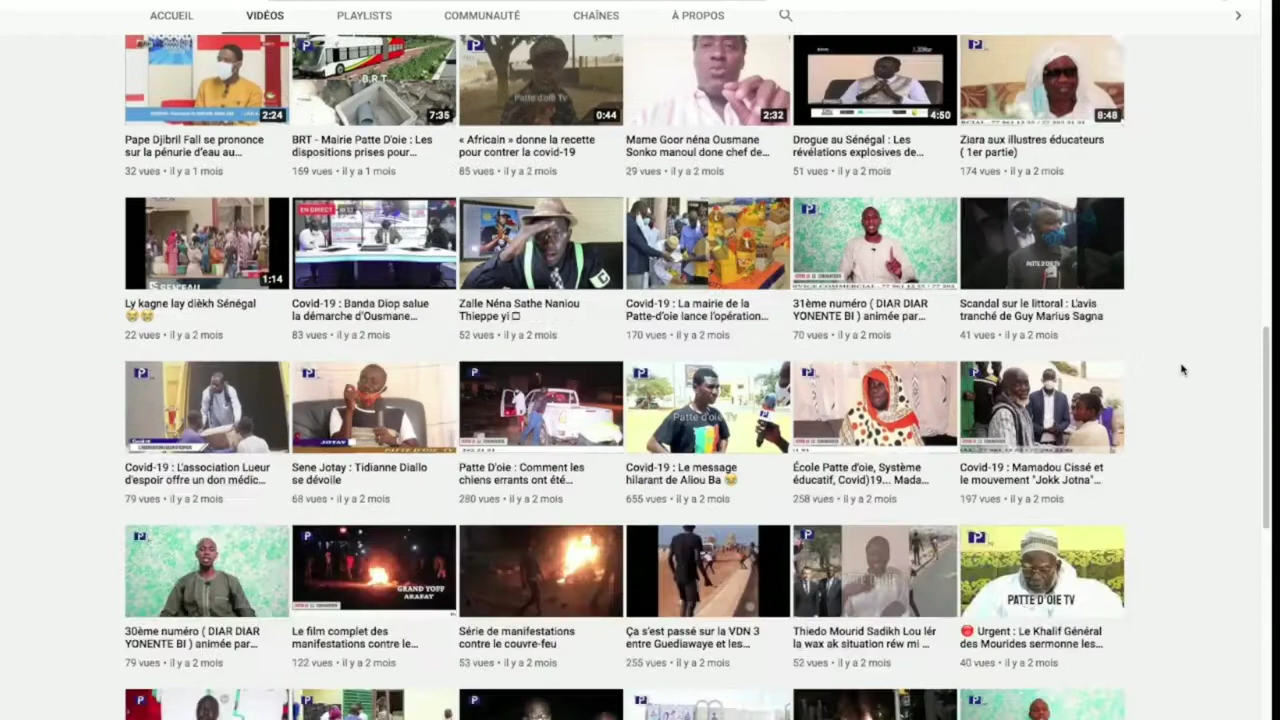 ACCUEIL VIDÉOS PLAYLISTS COMMUNAUTÉ CHAÎNES À PROPOS
B.R.T
Patte d'oie Tv
2:24 7:35 0:44 2:32 4:50 8:48
Pape Djibril Fall se prononce BRT - Mairie Patte D'oie : Les « Africain » donne la recette Mame Goor néna Ousmane Drogue au Sénégal : Les Ziara aux illustres éducateurs
sur la pénurie d'eau au... dispositions prises pour... pour contrer la covid-19 Sonko manoul done chef de... révélations explosives de... ( 1er partie)
32 vues • il y a 1 mois 159 vues • il y a 1 mois 85 vues • il y a 2 mois 29 vues • il y a 2 mois 51 vues • il y a 2 mois 174 vues • il y a 2 mois
EN DIRECT
PATTE D'OIE TV
1:14
Ly kagne lay dièkh Sénégal Covid-19 : Banda Diop salue Zalle Néna Sathe Naniou Covid-19 : La mairie de la 31ème numéro ( DIAR DIAR Scandal sur le littoral : L'avis
😭😭 la démarche d'Ousmane... Thieppe yi □ Patte-d'oie lance l'opération... YONENTE BI ) animée par... tranché de Guy Marius Sagna
22 vues • il y a 2 mois 83 vues • il y a 2 mois 52 vues • il y a 2 mois 170 vues • il y a 2 mois 70 vues • il y a 2 mois 41 vues • il y a 2 mois
Patte d'oie Tv
JOTAY
Covid-19 : L'association Lueur Sene Jotay : Tidianne Diallo Patte D'oie : Comment les Covid-19 : Le message École Patte d'oie, Système Covid-19 : Mamadou Cissé et
d'espoir offre un don médic... se dévoile chiens errants ont été... hilarant de Aliou Ba 😭 éducatif, Covid)19... Mada... le mouvement "Jokk Jotna"...
79 vues • il y a 2 mois 68 vues • il y a 2 mois 280 vues • il y a 2 mois 655 vues • il y a 2 mois 258 vues • il y a 2 mois 197 vues • il y a 2 mois
GRAND YOFF
ARAFAT
PATTE D'OIE TV
30ème numéro ( DIAR DIAR Le film complet des Série de manifestations Ça s'est passé sur la VDN 3 Thiedo Mourid Sadikh Lou lér 🔴 Urgent : Le Khalif Général
YONENTE BI ) animée par... manifestations contre le... contre le couvre-feu entre Guediawaye et les... la wax ak situation réw mi ... des Mourides sermonne les...
79 vues • il y a 2 mois 122 vues • il y a 2 mois 53 vues • il y a 2 mois 255 vues • il y a 2 mois 52 vues • il y a 2 mois 40 vues • il y a 2 mois